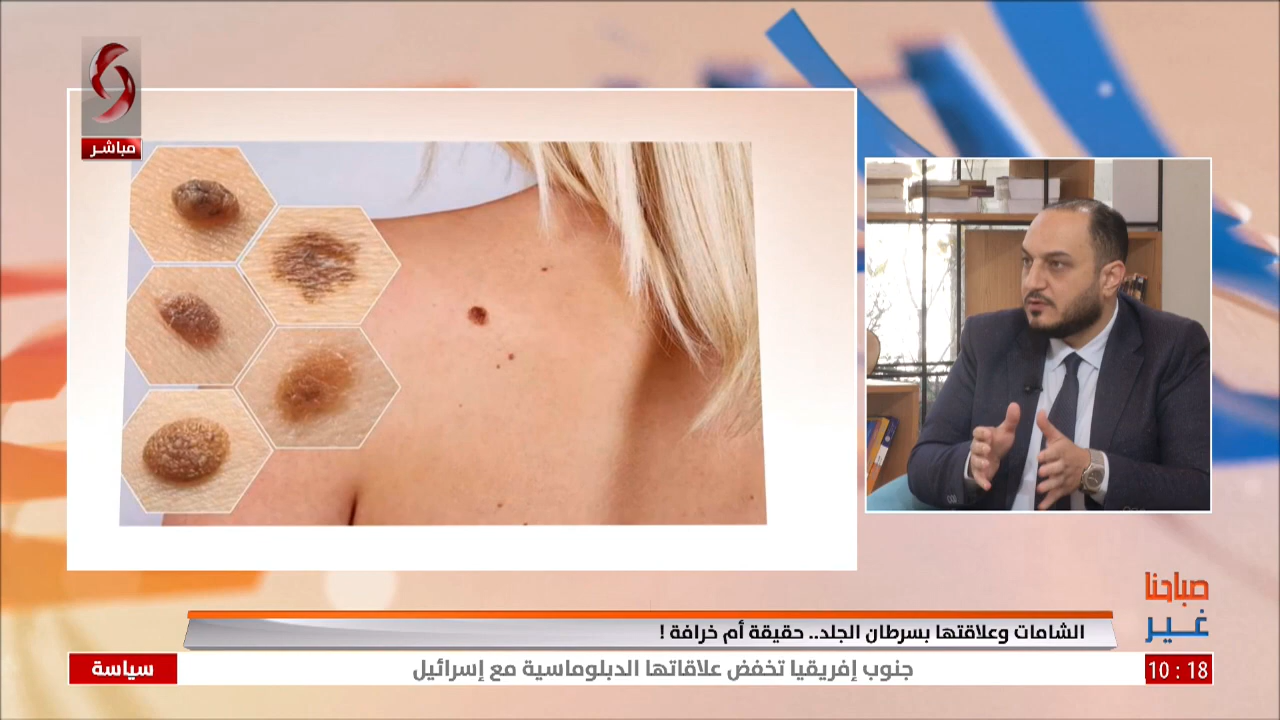 مباشر
صباحنا
غير
الشامات وعلاقتها بسرطان الجلد.. حقيقة أم خرافة !
10 : 18
جنوب إفريقيا تخفض علاقاتها الدبلوماسية مع إسرائيل
سياسة